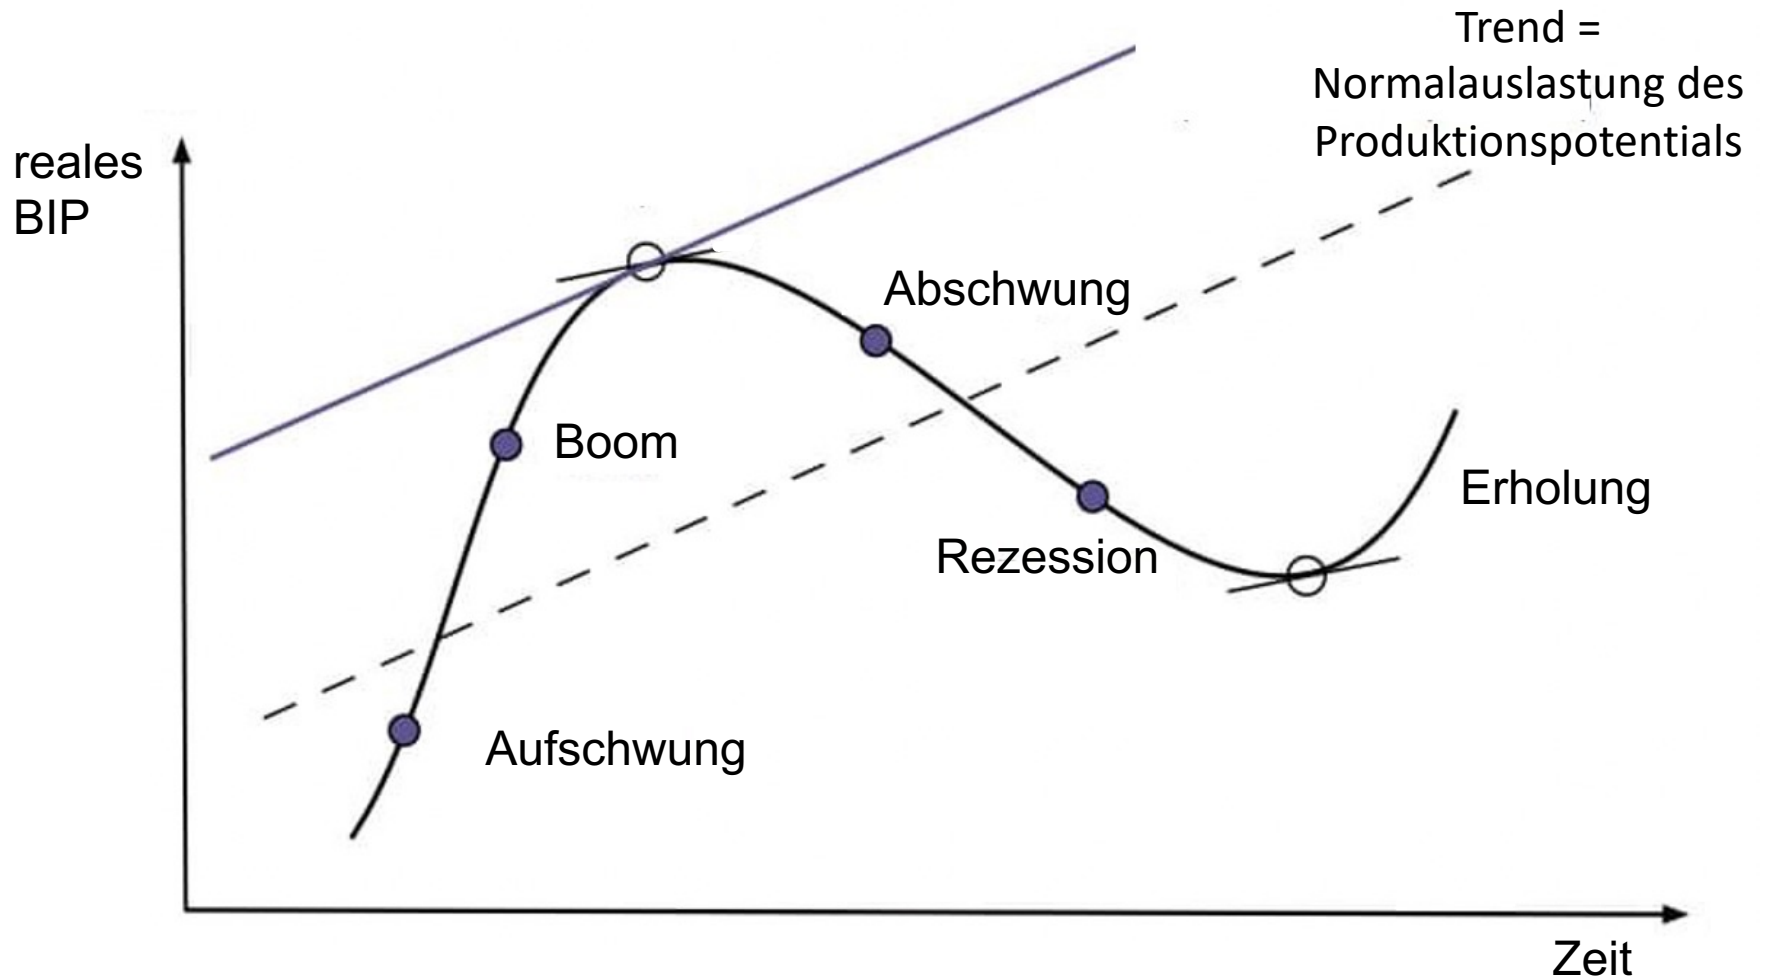 Trend =
Normalauslastung des
Produktionspotentials
reales
BIP
Abschwung
Boom
Erholung
Rezession
Aufschwung
Zeit